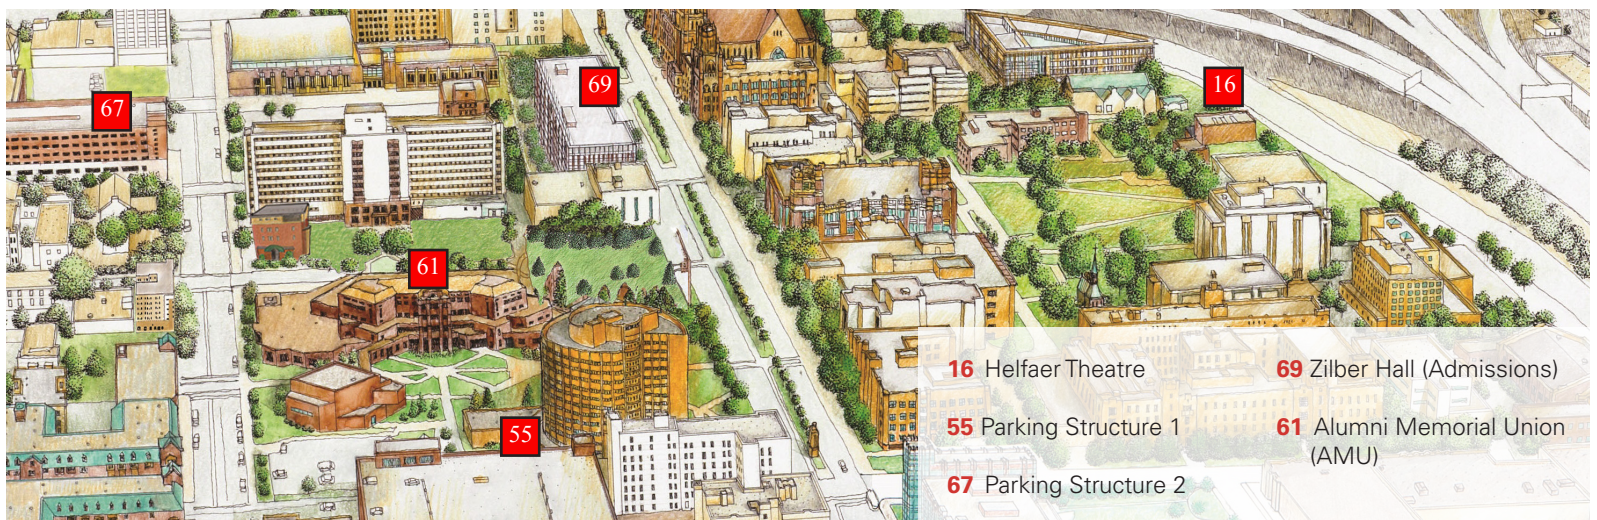 67
69
16
61
55
16 Helfaer Theatre
55 Parking Structure 1
67 Parking Structure 2
69 Zilber Hall (Admissions)
61 Alumni Memorial Union
(AMU)